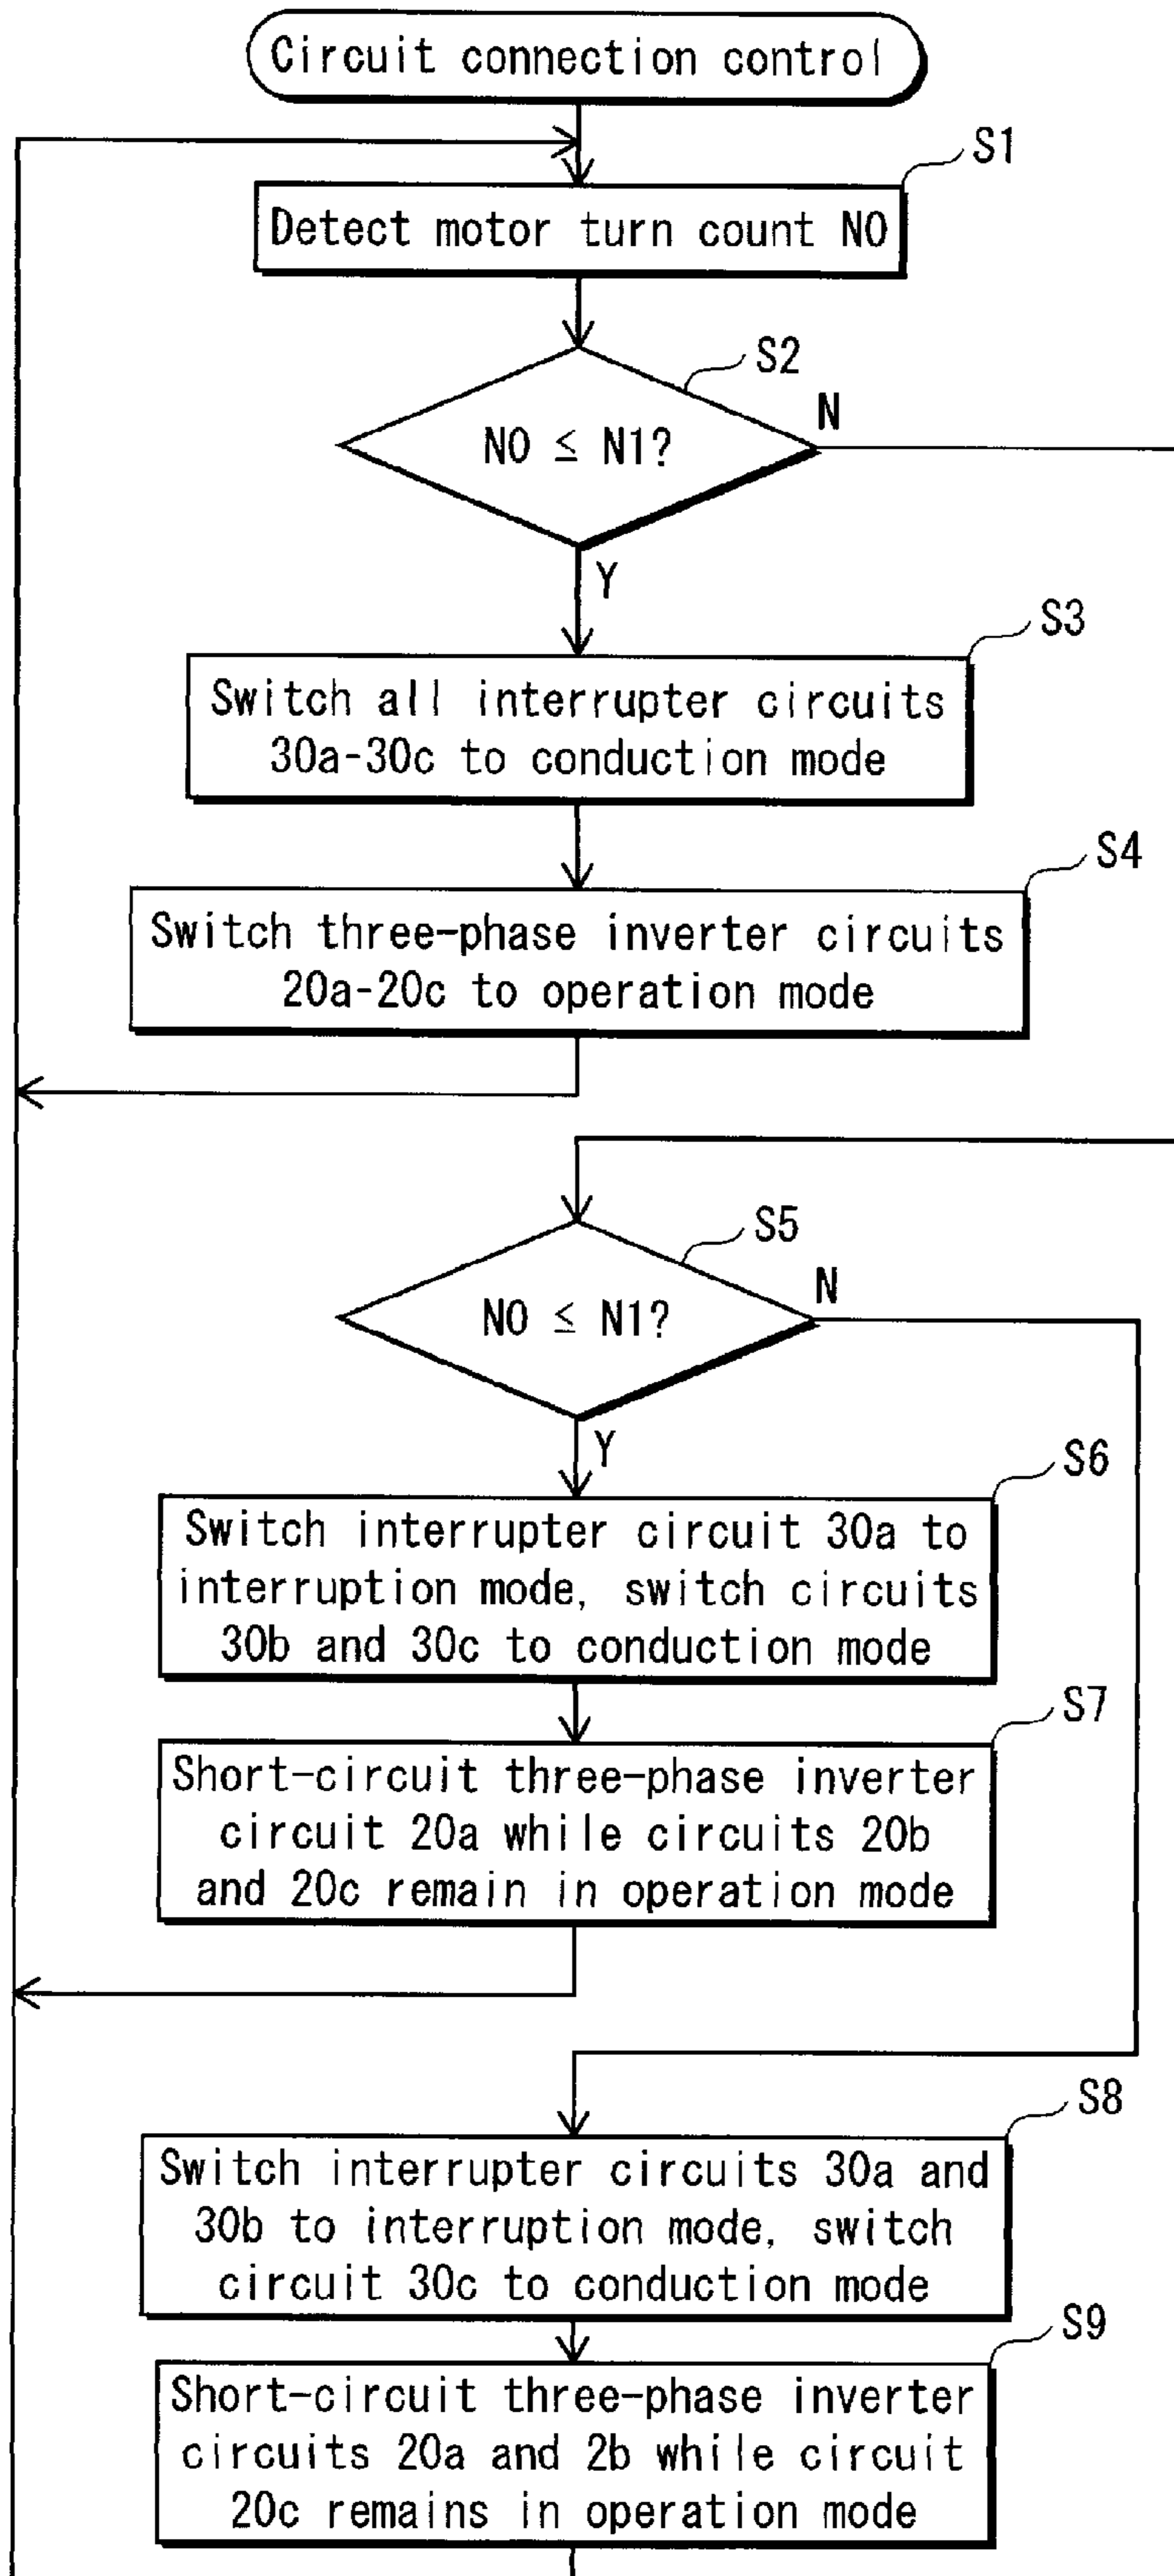 Circuit connection control
S1
Detect motor turn count N0
S2
N0 ≤ N1?
N
Y
S3
Switch all interrupter circuits
30a-30c to conduction mode
S4
Switch three-phase inverter circuits
20a-20c to operation mode
S5
N0 ≤ N1?
N
Y
S6
Switch interrupter circuit 30a to
interruption mode, switch circuits
30b and 30c to conduction mode
S7
Short-circuit three-phase inverter
circuit 20a while circuits 20b
and 20c remain in operation mode
S8
Switch interrupter circuits 30a and
30b to interruption mode, switch
circuit 30c to conduction mode
S9
Short-circuit three-phase inverter
circuits 20a and 2b while circuit
20c remains in operation mode